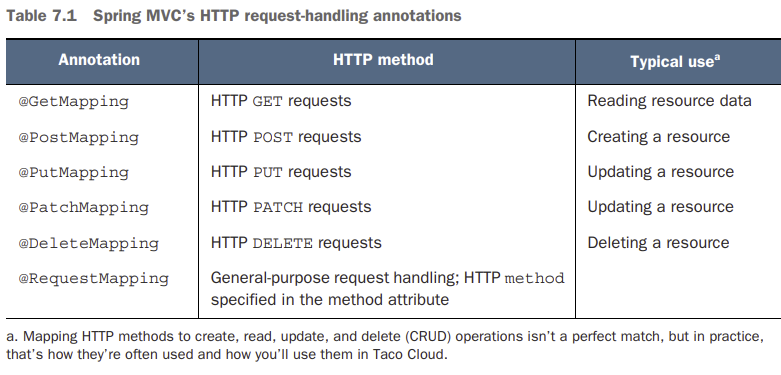 Table 7.1 Spring MVC's HTTP request-handling annotations
Annotation HTTP method Typical useᵃ
@GetMapping HTTP GET requests Reading resource data
@PostMapping HTTP POST requests Creating a resource
@PutMapping HTTP PUT requests Updating a resource
@PatchMapping HTTP PATCH requests Updating a resource
@DeleteMapping HTTP DELETE requests Deleting a resource
@RequestMapping General-purpose request handling; HTTP method
specified in the method attribute
a. Mapping HTTP methods to create, read, update, and delete (CRUD) operations isn't a perfect match, but in practice,
that's how they're often used and how you'll use them in Taco Cloud.